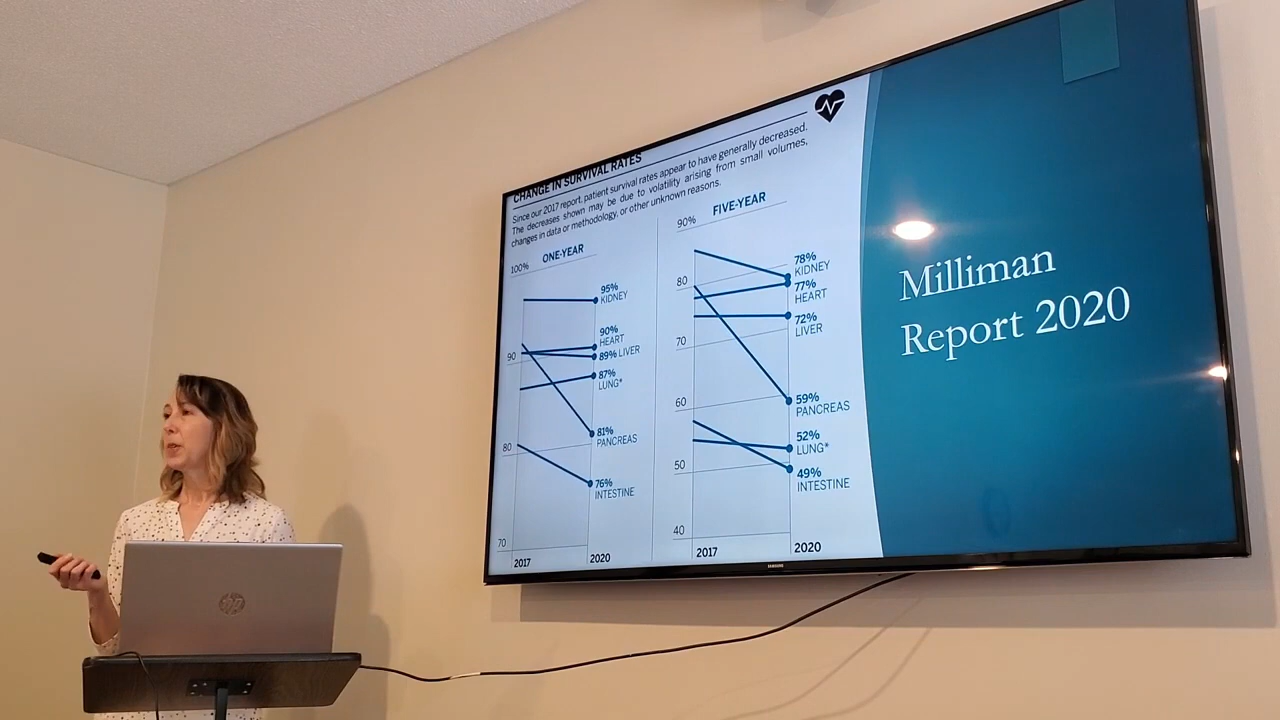 CHANGE IN SURVIVAL RATES
Since our 2017 report, patient survival rates appear to have generally decreased.
The decreases shown may be due to volatility arising from small volumes,
changes in data or methodology, or other unknown reasons.
ONE-YEAR
100%
90
80
70
95%
KIDNEY
90%
HEART
89% LIVER
87%
LUNG*
81%
PANCREAS
76%
INTESTINE
2017
2020
FIVE-YEAR
90%
80
70
60
50
40
78%
KIDNEY
77%
HEART
72%
LIVER
59%
PANCREAS
52%
LUNG*
49%
INTESTINE
2017
2020
Milliman
Report 2020
SAMSUNG
hp